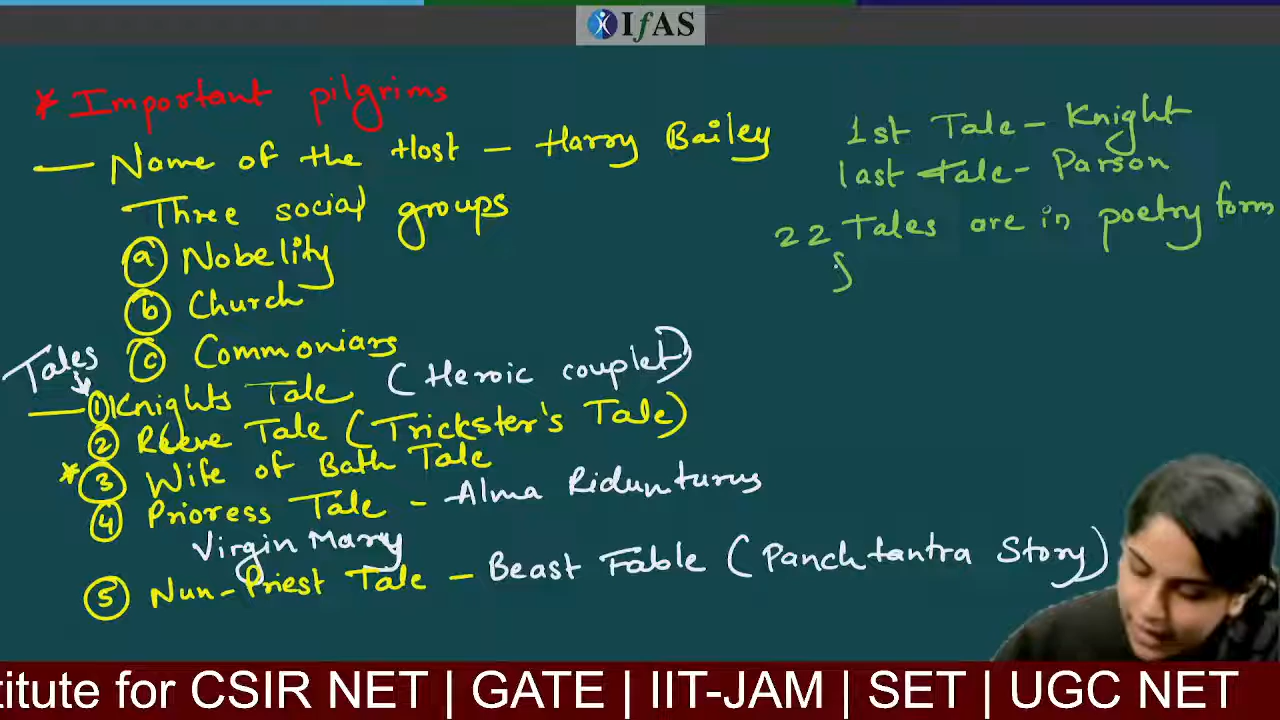 IfAS
* Important pilgrims
— Name of the Host – Harry Bailey
Three social groups
(a) Nobelity
(b) Church
(c) Commoniars
Tales
— (1) Knights Tale (Heroic couplet)
(2) Reeve Tale (Trickster's Tale)
* (3) Wife of Bath Tale
(4) Prioress Tale - Alma Ridunturus
Virgin Mary
(5) Nun-Priest Tale – Beast Fable (Panchtantra Story)
1st Tale – Knight
last Tale – Parson
22 Tales are in poetry form
titute for CSIR NET | GATE | IIT-JAM | SET | UGC NET